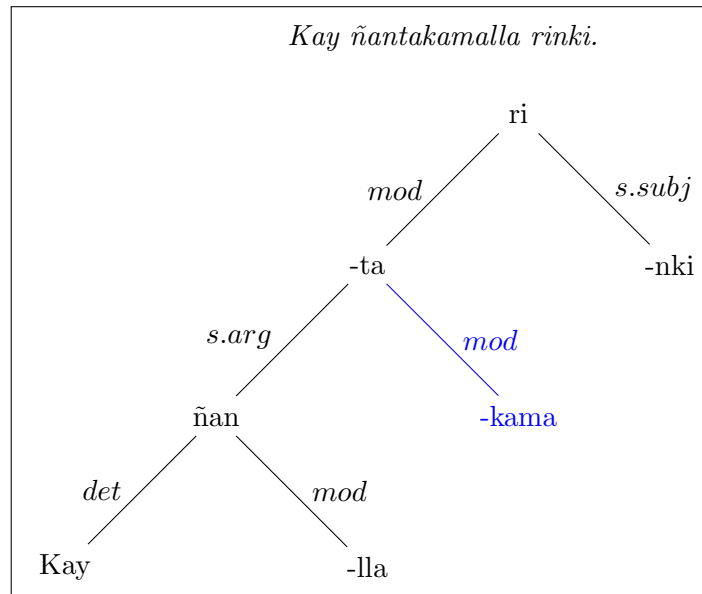 Kay ñantakamalla rinki.
ri
mod
s.subj
-ta
-nki
s.arg
mod
ñan
-kama
det
mod
Kay
-lla